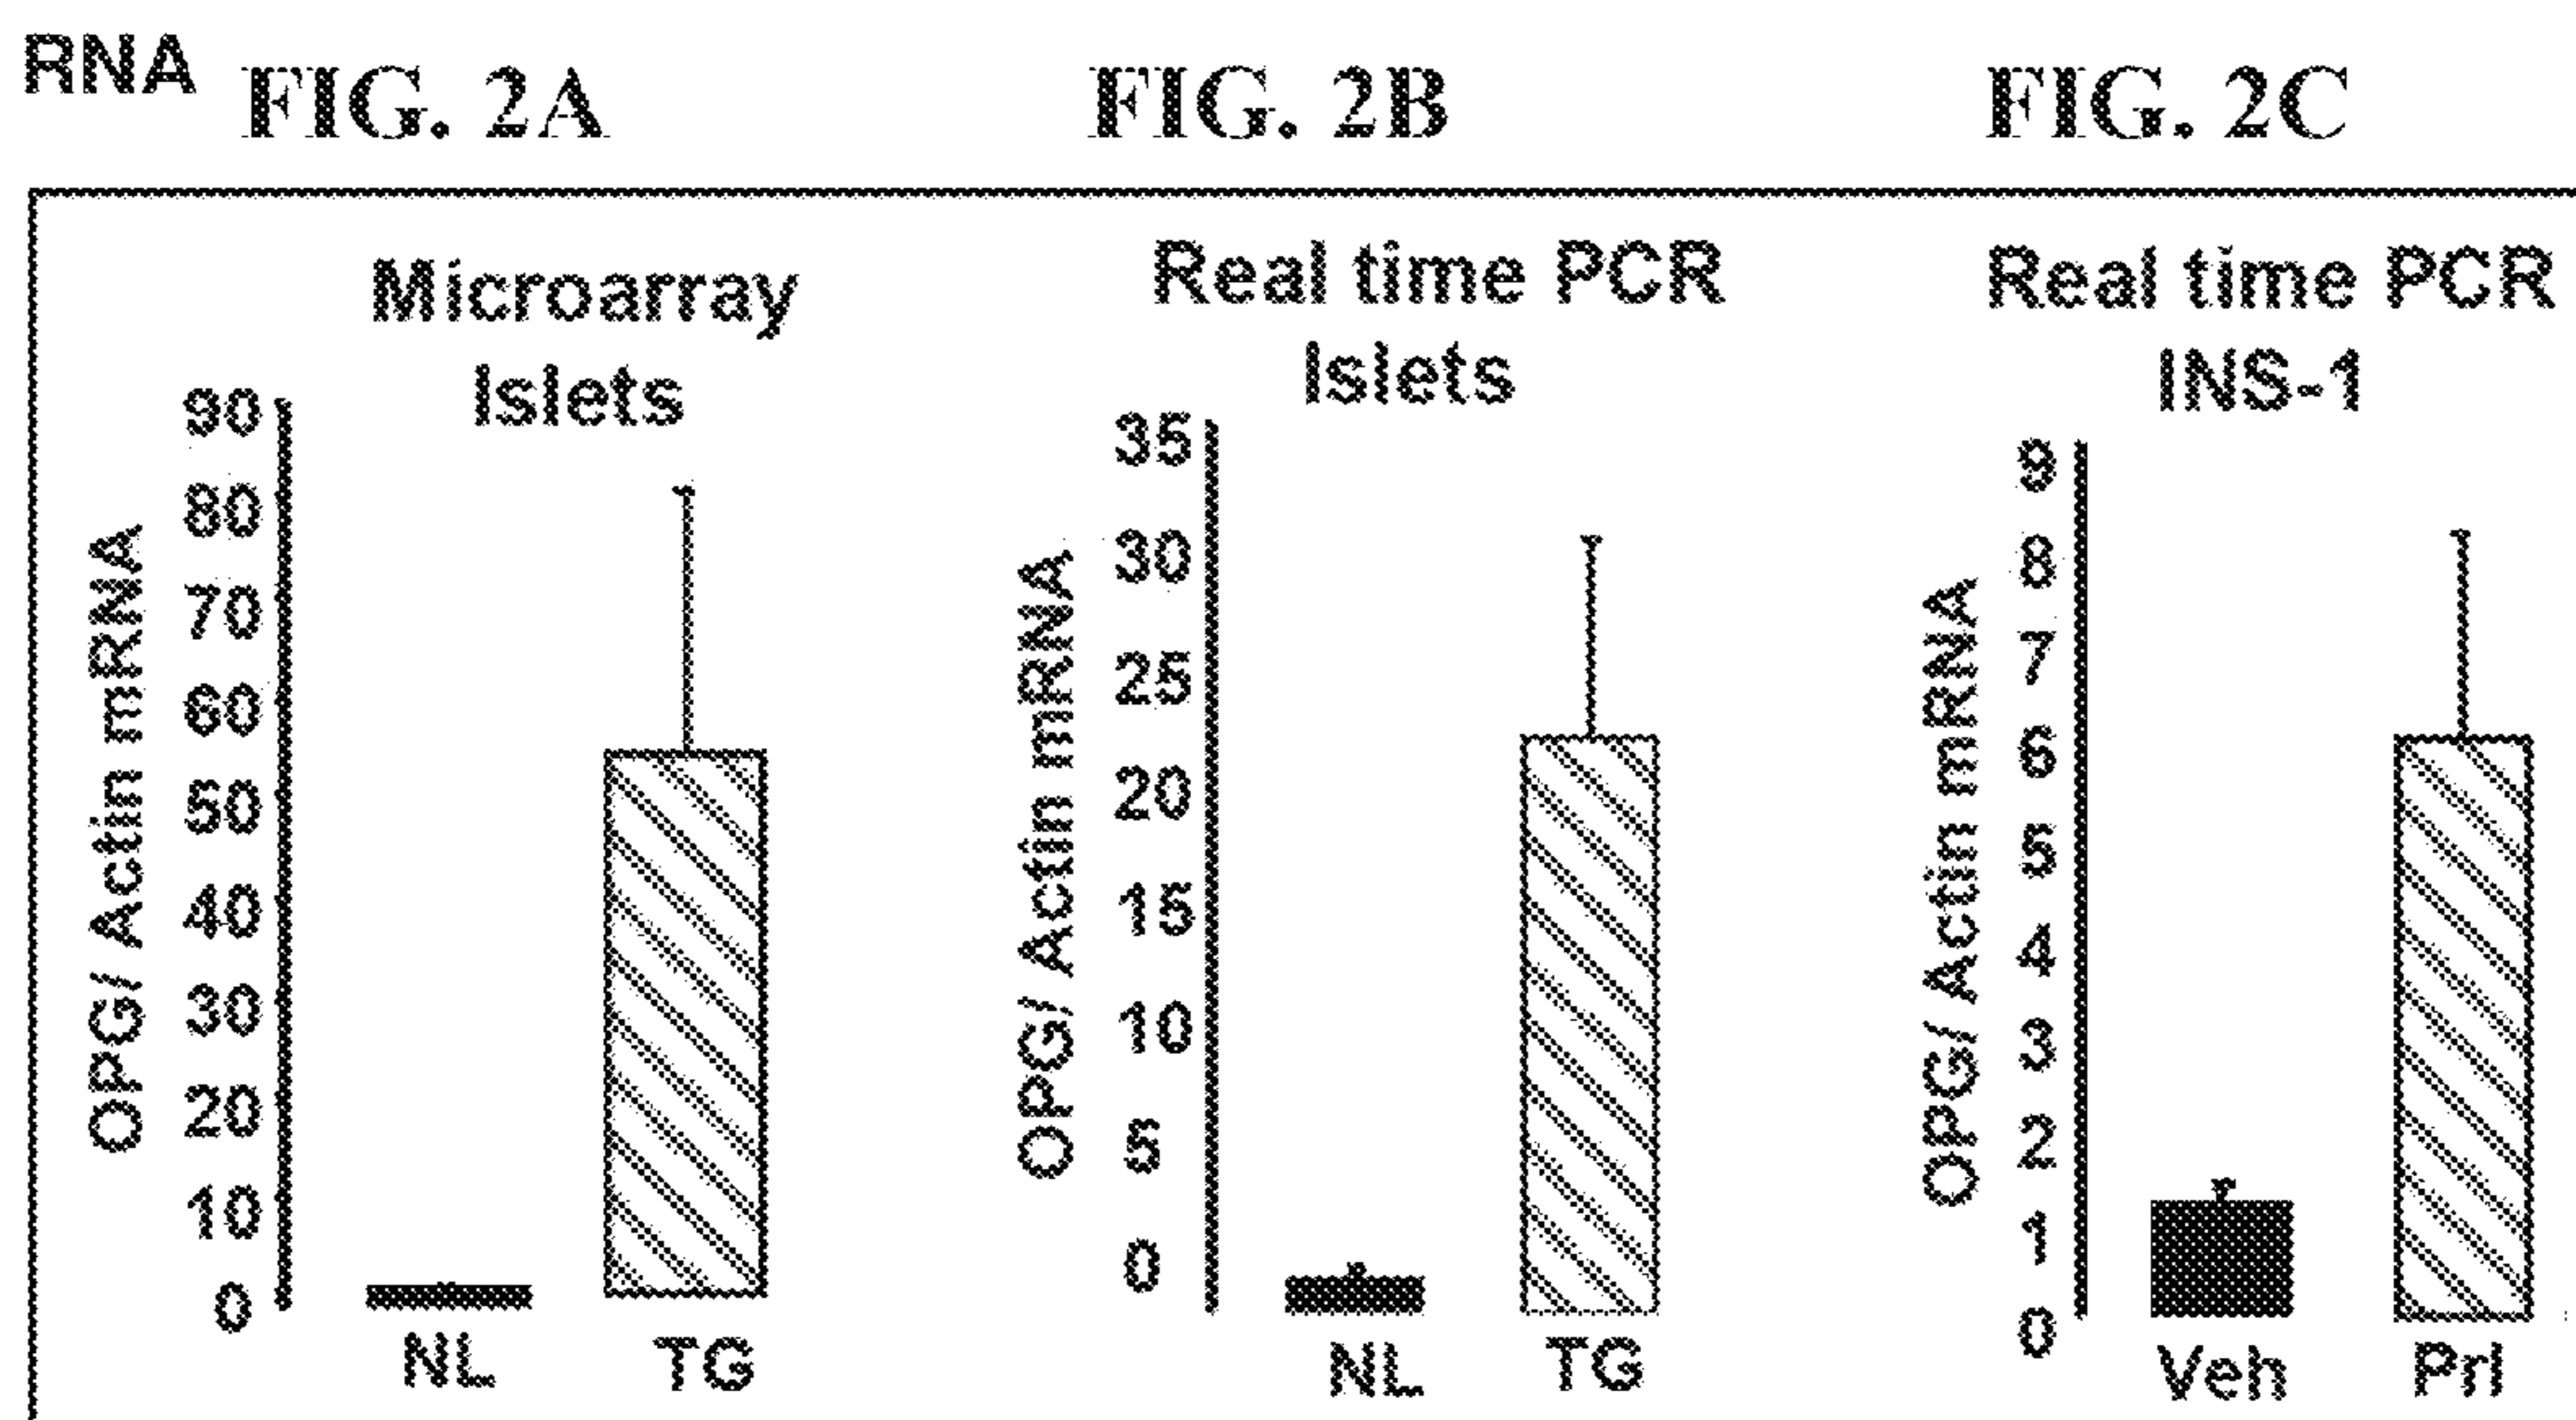 RNA FIG. 2A FIG. 2B FIG. 2C
Microarray
Islets
90
80
70
60
50
40
30
20
10
0
OPG/ Actin mRNA
NL TG
Real time PCR
Islets
35
30
25
20
15
10
5
0
OPG/ Actin mRNA
NL TG
Real time PCR
INS-1
9
8
7
6
5
4
3
2
1
0
OPG/ Actin mRNA
Veh Prl